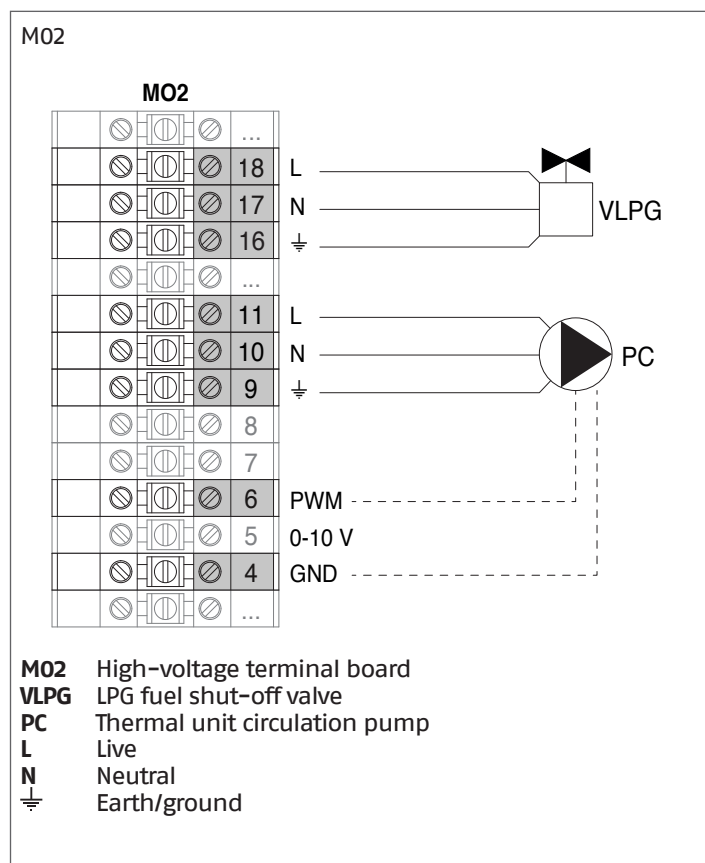 M02
MO2
...
18 L
17 N VLPG
16 ⏚
...
11 L
10 N PC
9 ⏚
8
7
6 PWM
5 0-10 V
4 GND
...
M02 High-voltage terminal board
VLPG LPG fuel shut-off valve
PC Thermal unit circulation pump
L Live
N Neutral
⏚ Earth/ground